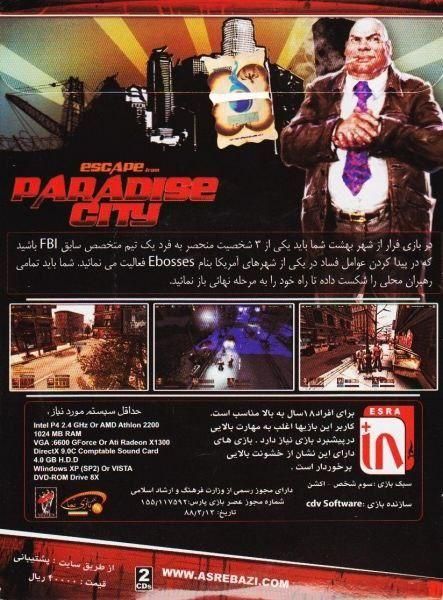 ESCAPE from
PARADISE
CITY
در بازی فرار از شهر بهشت شما باید یکی از ۳ شخصیت منحصر به فرد یک تیم متخصص سابق FBI باشید
که در پیدا کردن عوامل فساد در یکی از شهرهای آمریکا بنام Ebosses فعالیت می نمائید. شما باید تمامی
رهبران محلی را شکست داده تا راه خود را به مرحله نهائی باز نمائید.
حداقل سیستم مورد نیاز:
Intel P4 2.4 GHz Or AMD Athlon 2200
1024 MB RAM
VGA :6600 GForce Or Ati Radeon X1300
DirectX 9.0C Comptable Sound Card
4.0 GB H.D.D
Windows XP (SP2) Or VISTA
DVD-ROM Drive 8X
برای افراد ۱۸سال به بالا مناسب است.
کاربر این بازیها اغلب به مهارت بالایی
درپیشبرد بازی نیاز دارد. بازی های
دارای این نشان از خشونت بالایی
برخوردار است.
ESRA
سبک بازی: سوم شخص - اکشن
سازنده بازی: cdv Software
دارای مجوز رسمی از وزارت فرهنگ و ارشاد اسلامی
شماره مجوز عصر بازی پارس: ۱۵۵/۱۱۷۵۹۲
تاریخ: ۸۸/۳/۱۳
از طریق سایت: پشتیبانی
قیمت: ۴۰۰۰۰ ریال
2
CDs
WWW.ASREBAZI.COM